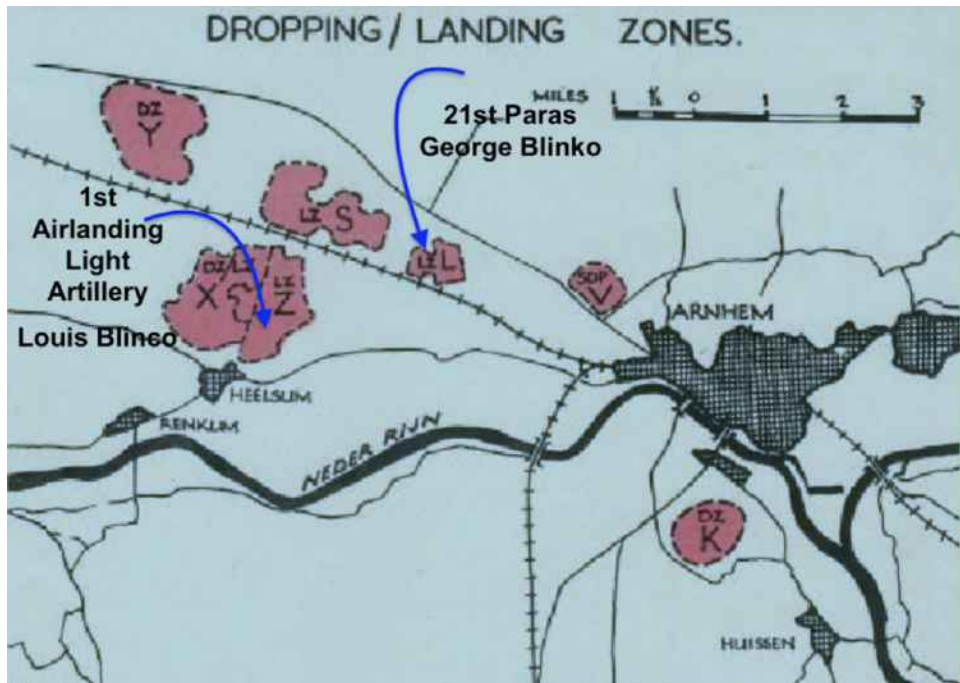 DROPPING / LANDING ZONES.
MILES 1 ½ 0 1 2 3
21st Paras
George Blinko
DZ
Y
1st
Airlanding
Light
Artillery
Louis Blinco
LZ S
LZ L
DZ
X
LZ
LZ
Z
SDP
V
ARNHEM
HEELSUM
RENKUM
NEDER RIJN
DZ
K
HUISSEN